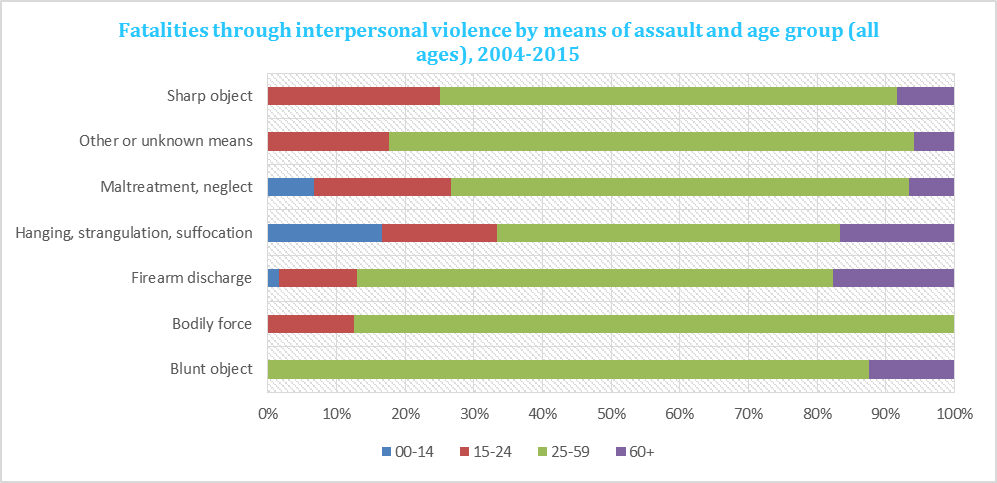 Fatalities through interpersonal violence by means of assault and age group (all
ages), 2004-2015
Sharp object
Other or unknown means
Maltreatment, neglect
Hanging, strangulation, suffocation
Firearm discharge
Bodily force
Blunt object
0% 10% 20% 30% 40% 50% 60% 70% 80% 90% 100%
00-14 15-24 25-59 60+